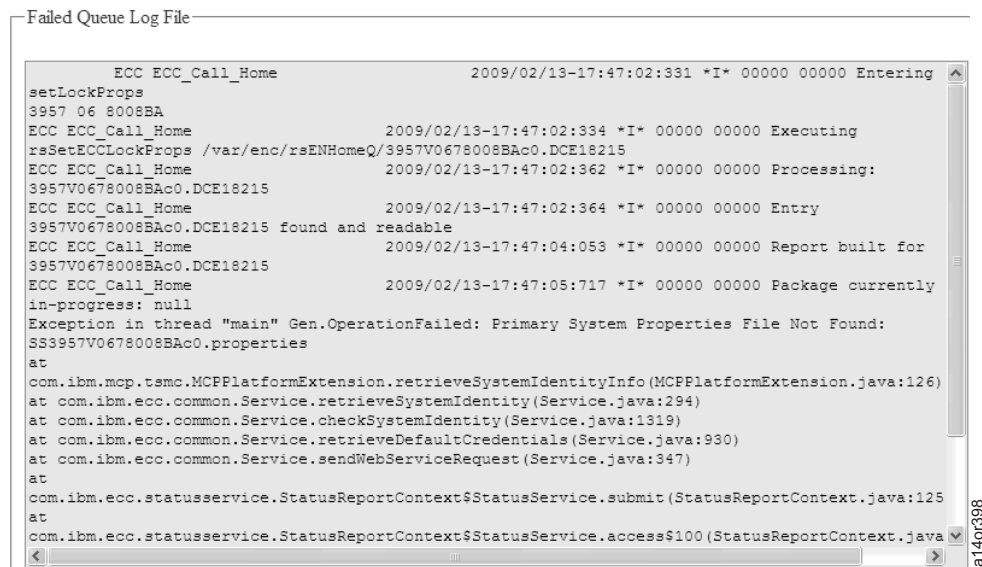 Failed Queue Log File
ECC ECC_Call_Home 2009/02/13-17:47:02:331 *I* 00000 00000 Entering
setLockProps
3957 06 8008BA
ECC ECC_Call_Home 2009/02/13-17:47:02:334 *I* 00000 00000 Executing
rsSetECCLockProps /var/enc/rsENHomeQ/3957V0678008BAc0.DCE18215
ECC ECC_Call_Home 2009/02/13-17:47:02:362 *I* 00000 00000 Processing:
3957V0678008BAc0.DCE18215
ECC ECC_Call_Home 2009/02/13-17:47:02:364 *I* 00000 00000 Entry
3957V0678008BAc0.DCE18215 found and readable
ECC ECC_Call_Home 2009/02/13-17:47:04:053 *I* 00000 00000 Report built for
3957V0678008BAc0.DCE18215
ECC ECC_Call_Home 2009/02/13-17:47:05:717 *I* 00000 00000 Package currently
in-progress: null
Exception in thread "main" Gen.OperationFailed: Primary System Properties File Not Found:
SS3957V0678008BAc0.properties
at
com.ibm.mcp.tsmc.MCPPlatformExtension.retrieveSystemIdentityInfo(MCPPlatformExtension.java:126)
at com.ibm.ecc.common.Service.retrieveSystemIdentity(Service.java:294)
at com.ibm.ecc.common.Service.checkSystemIdentity(Service.java:1319)
at com.ibm.ecc.common.Service.retrieveDefaultCredentials(Service.java:930)
at com.ibm.ecc.common.Service.sendWebServiceRequest(Service.java:347)
at
com.ibm.ecc.statusservice.StatusReportContext$StatusService.submit(StatusReportContext.java:125
at
com.ibm.ecc.statusservice.StatusReportContext$StatusService.access$100(StatusReportContext.java
a14or398